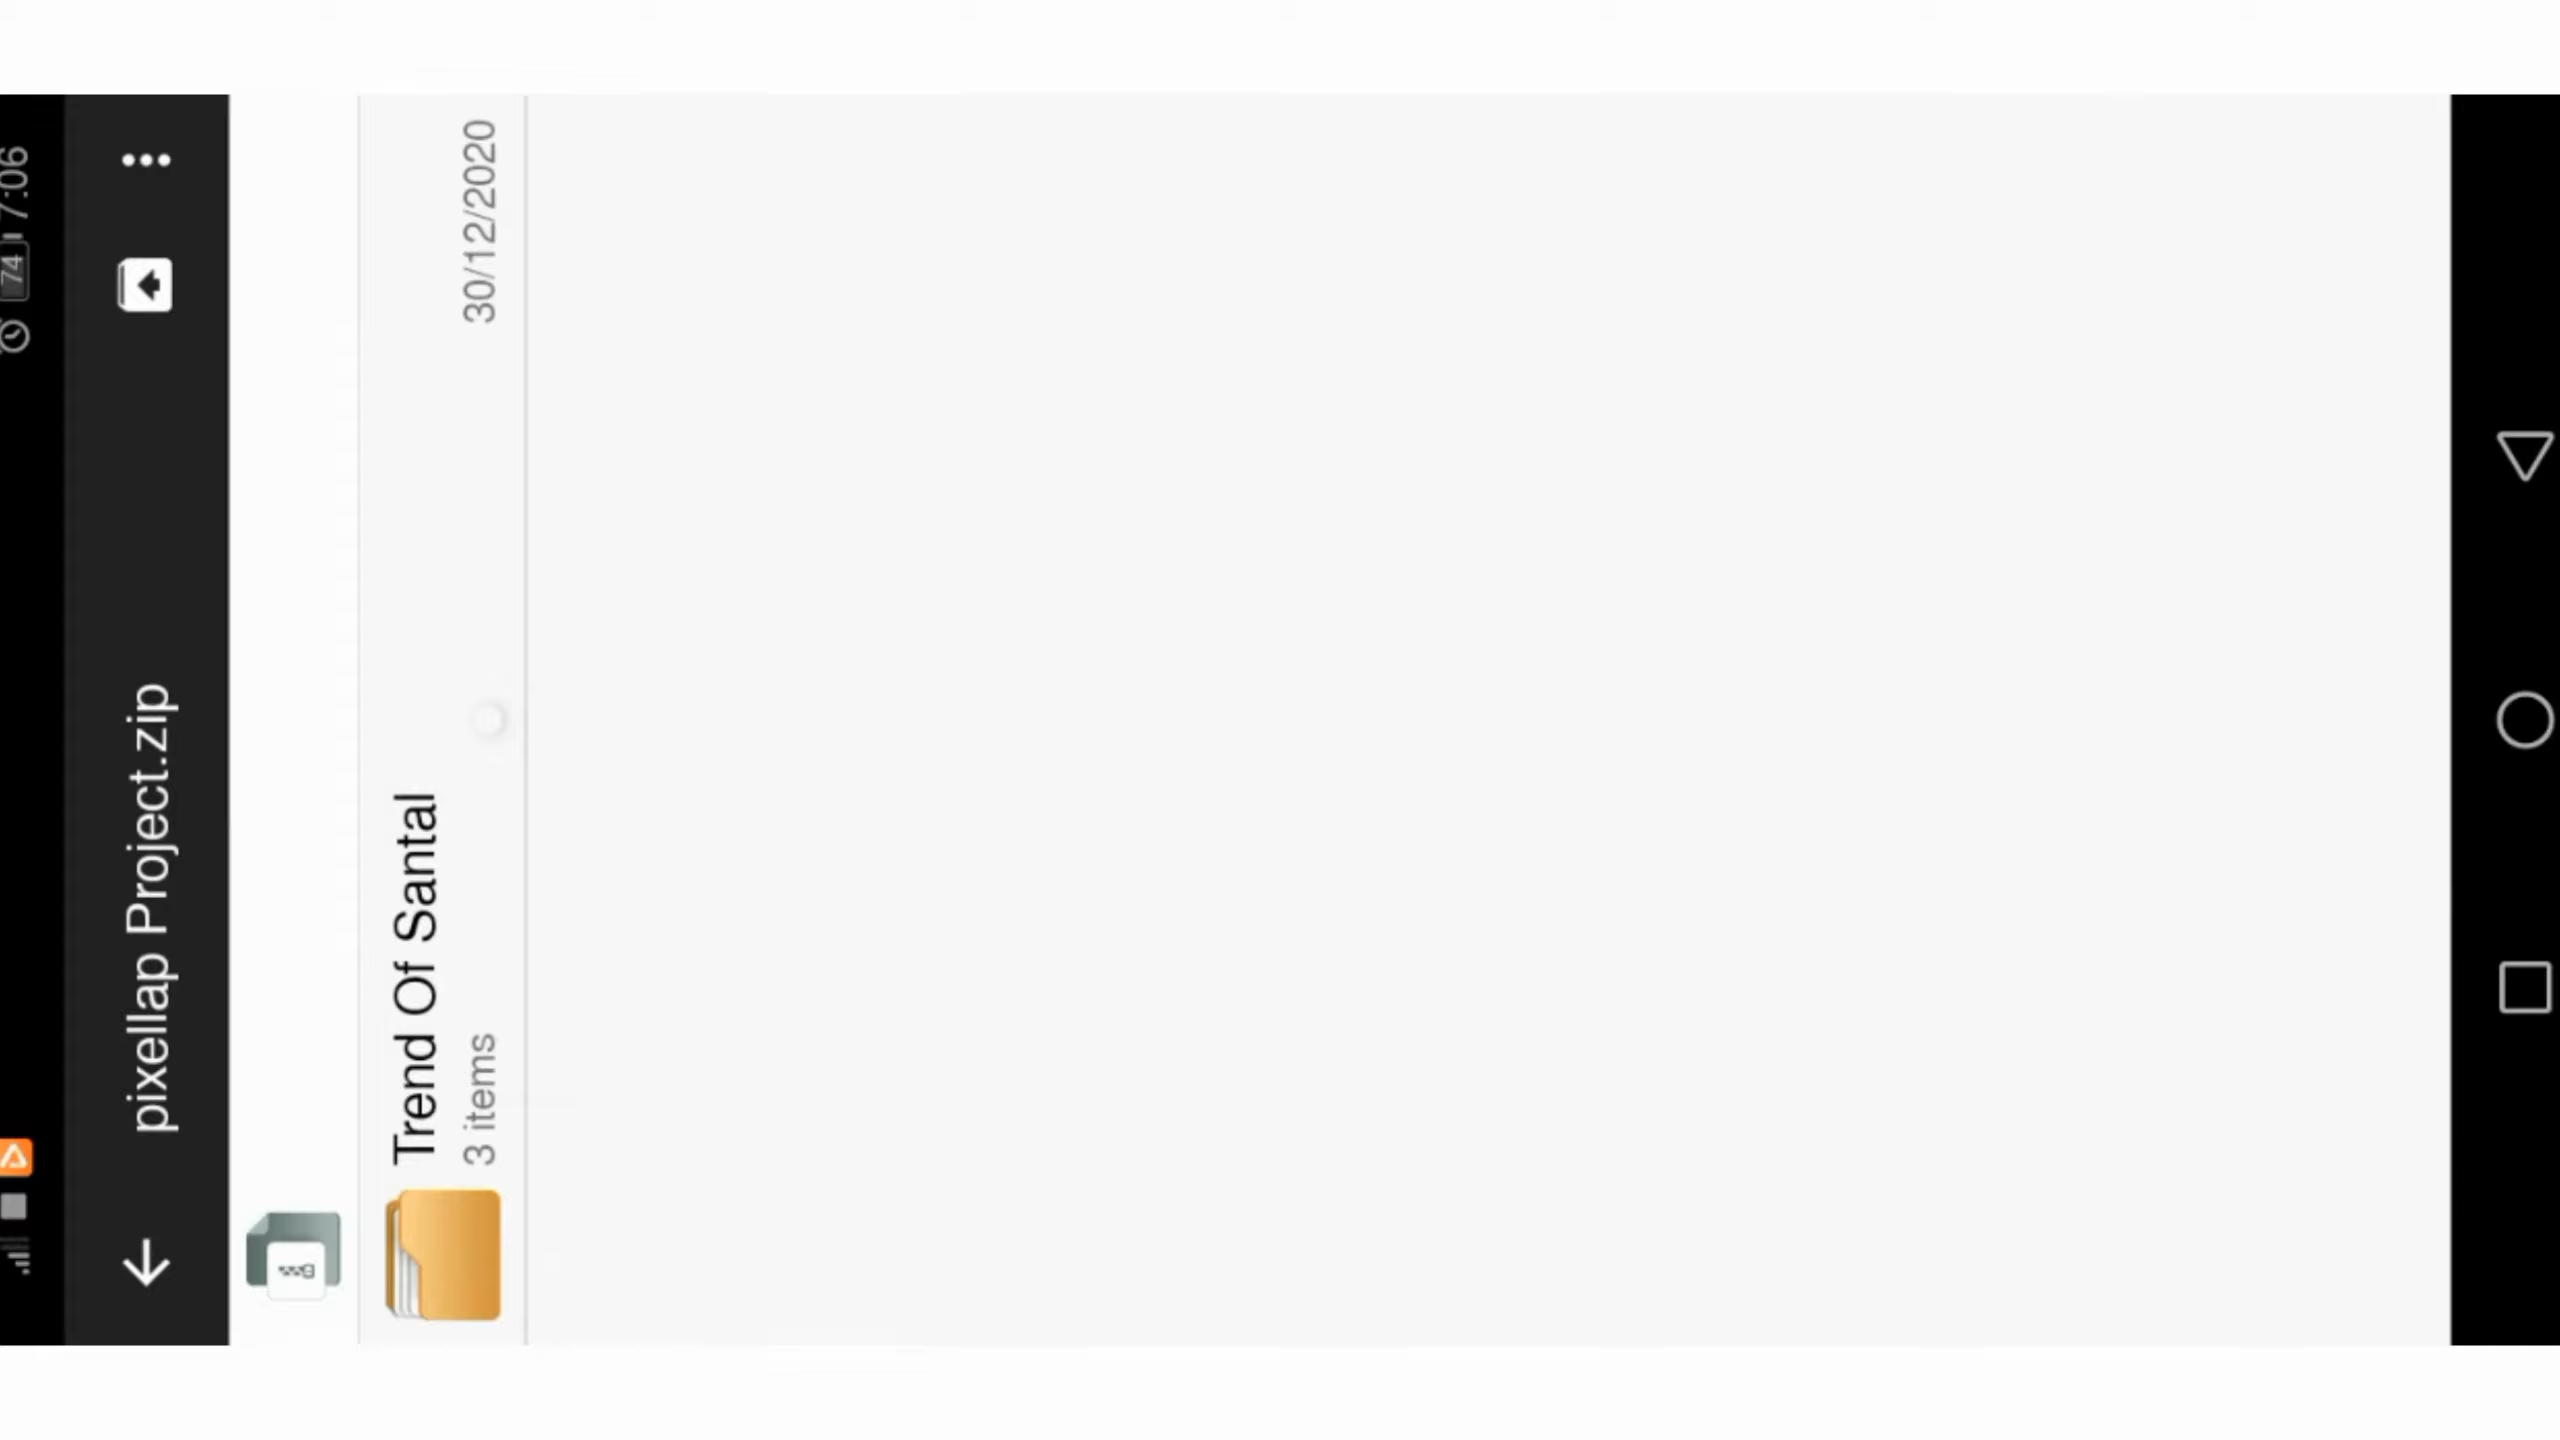 74 7:06
pixellap Project.zip
Trend Of Santal
3 items
30/12/2020